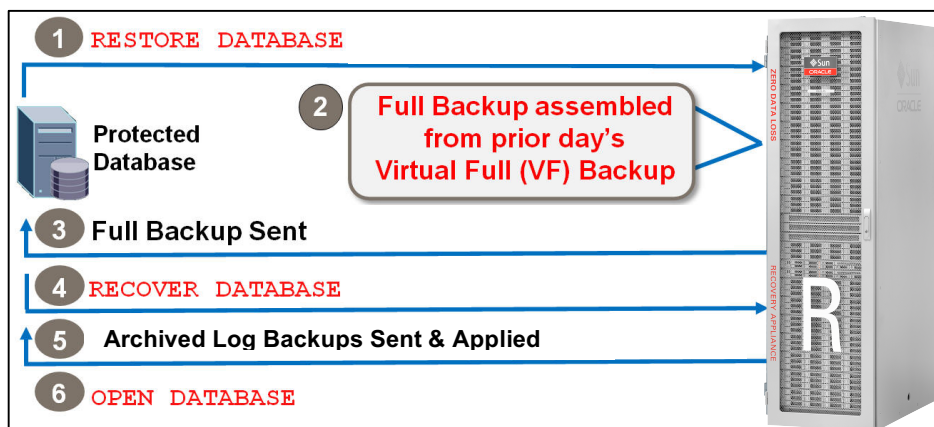 1 RESTORE DATABASE
Protected
Database
2 Full Backup assembled
from prior day's
Virtual Full (VF) Backup
3 Full Backup Sent
4 RECOVER DATABASE
5 Archived Log Backups Sent & Applied
6 OPEN DATABASE
Sun
ORACLE
ZERO DATA LOSS
RECOVERY APPLIANCE
R
Sun
ORACLE